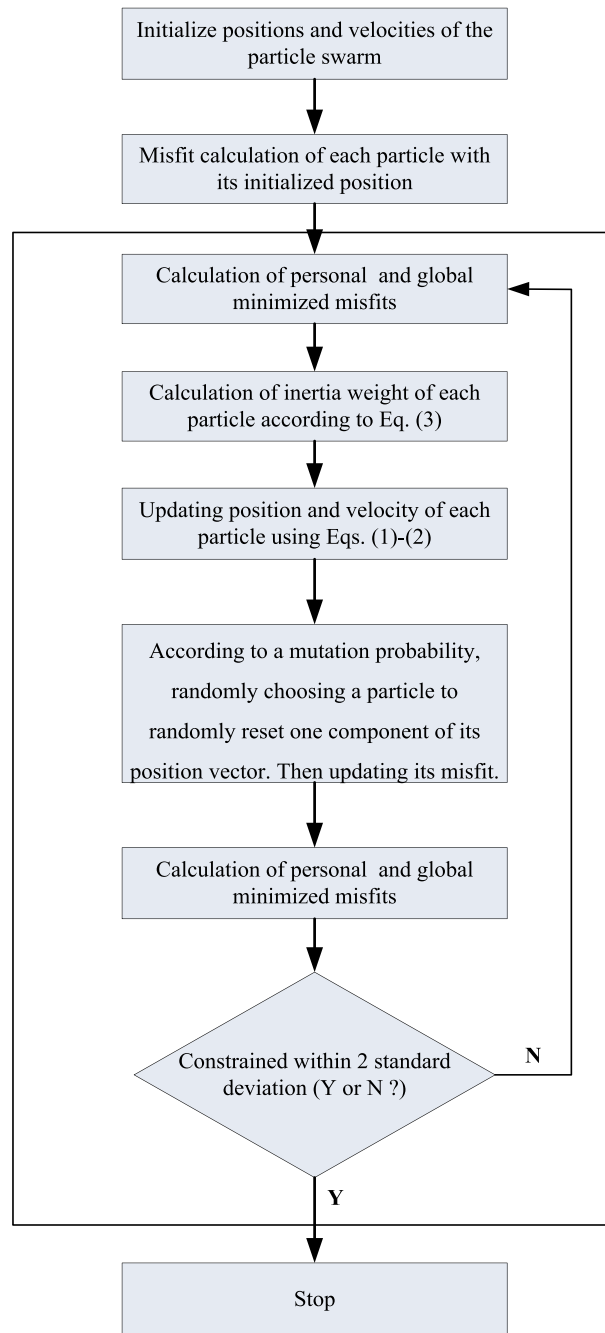 Initialize positions and velocities of the
particle swarm
Misfit calculation of each particle with
its initialized position
Calculation of personal and global
minimized misfits
Calculation of inertia weight of each
particle according to Eq. (3)
Updating position and velocity of each
particle using Eqs. (1)-(2)
According to a mutation probability,
randomly choosing a particle to
randomly reset one component of its
position vector. Then updating its misfit.
Calculation of personal and global
minimized misfits
Constrained within 2 standard
deviation (Y or N ?)
N
Y
Stop